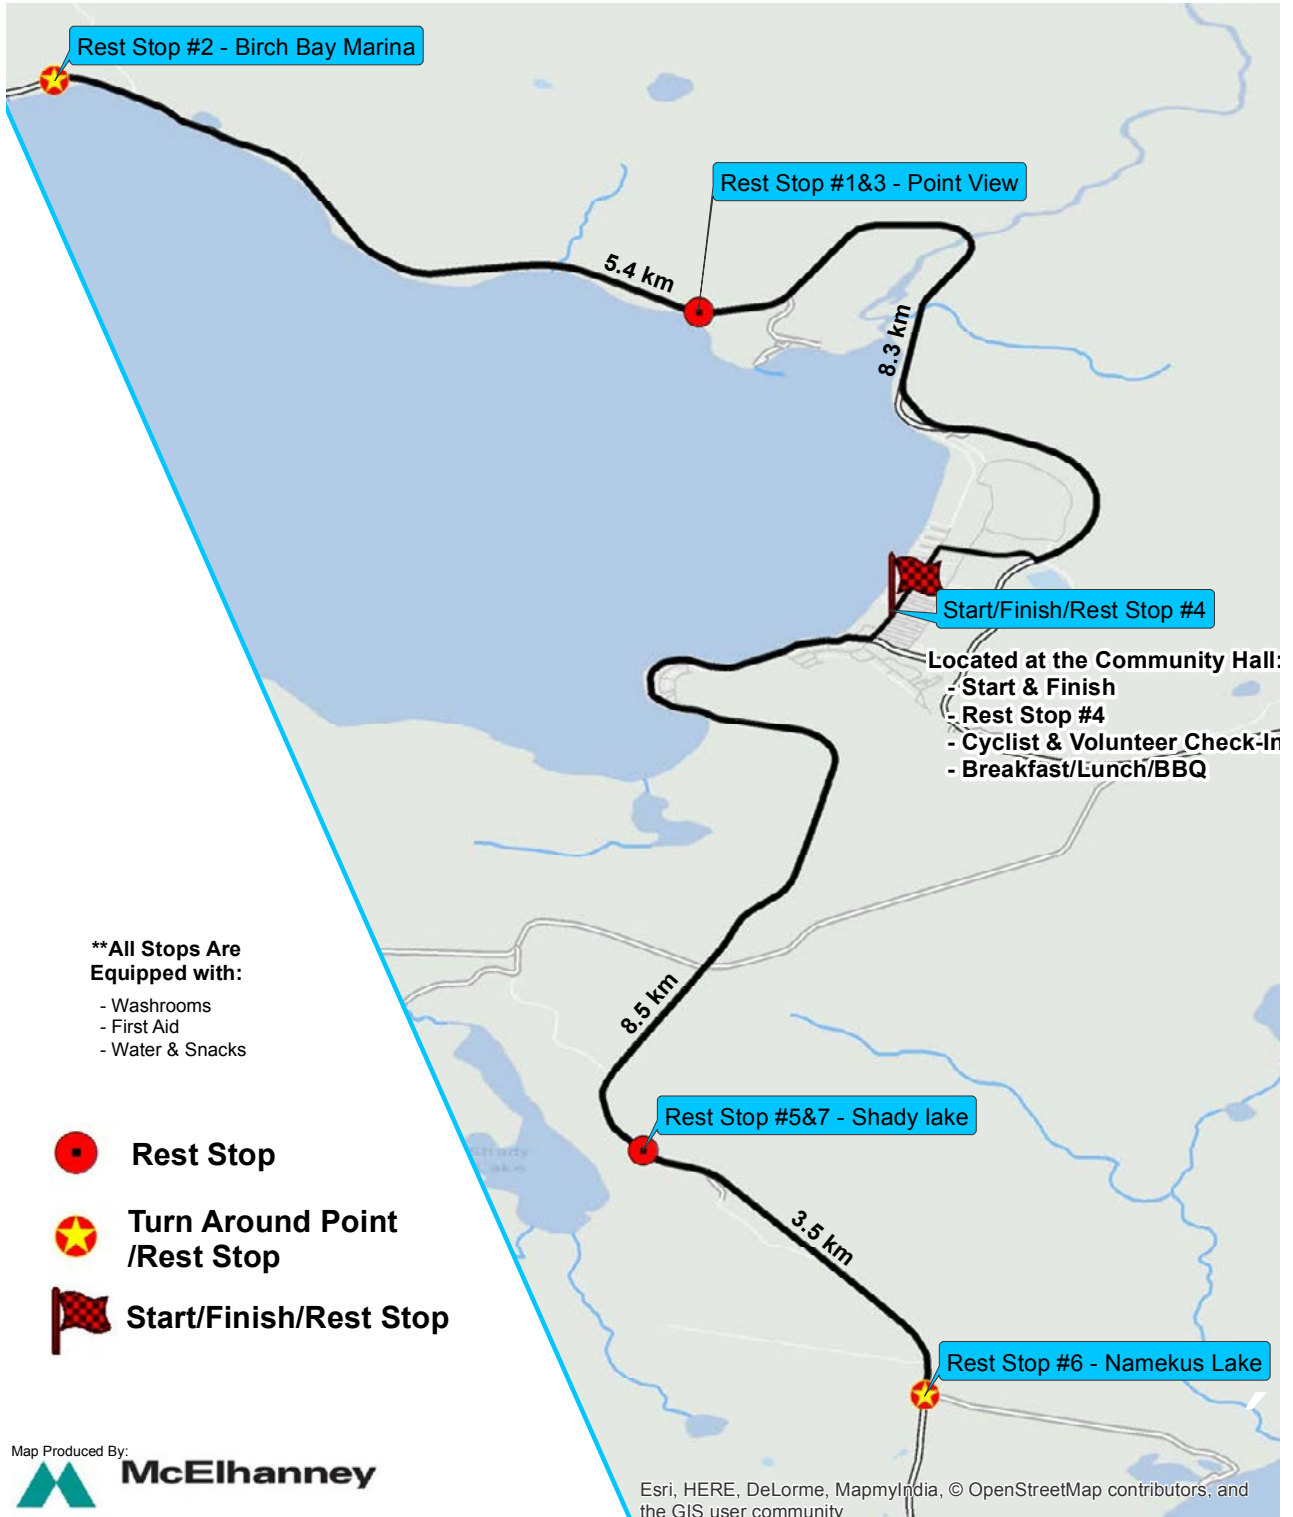 Rest Stop #2 - Birch Bay Marina
Rest Stop #1&3 - Point View
5.4 km
8.3 km
Start/Finish/Rest Stop #4
Located at the Community Hall:
- Start & Finish
- Rest Stop #4
- Cyclist & Volunteer Check-In
- Breakfast/Lunch/BBQ
**All Stops Are
Equipped with:
- Washrooms
- First Aid
- Water & Snacks
8.5 km
Rest Stop #5&7 - Shady lake
Shady
Lake
Rest Stop
Turn Around Point
/Rest Stop
Start/Finish/Rest Stop
3.5 km
Rest Stop #6 - Namekus Lake
Map Produced By:
McElhanney
Esri, HERE, DeLorme, MapmyIndia, © OpenStreetMap contributors, and
the GIS user community